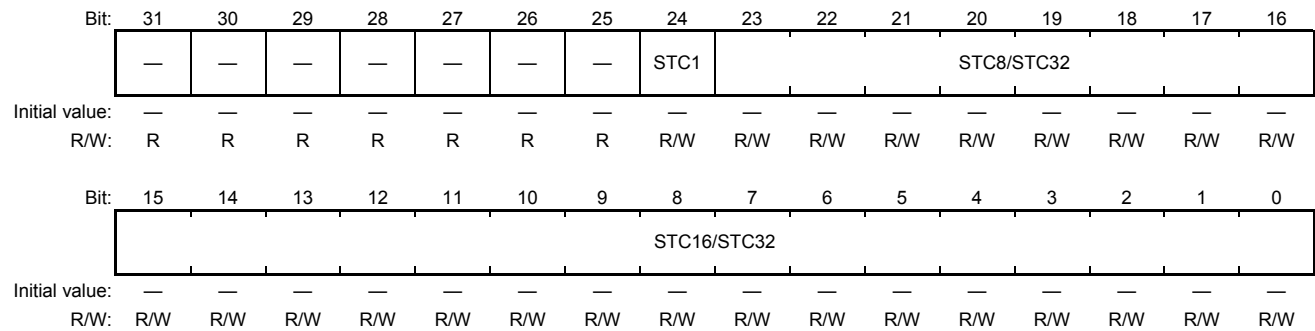 Bit: 31 30 29 28 27 26 25 24 23 22 21 20 19 18 17 16
— — — — — — — STC1 STC8/STC32
Initial value: — — — — — — — — — — — — — — — —
R/W: R R R R R R R R/W R/W R/W R/W R/W R/W R/W R/W R/W
Bit: 15 14 13 12 11 10 9 8 7 6 5 4 3 2 1 0
STC16/STC32
Initial value: — — — — — — — — — — — — — — — —
R/W: R/W R/W R/W R/W R/W R/W R/W R/W R/W R/W R/W R/W R/W R/W R/W R/W